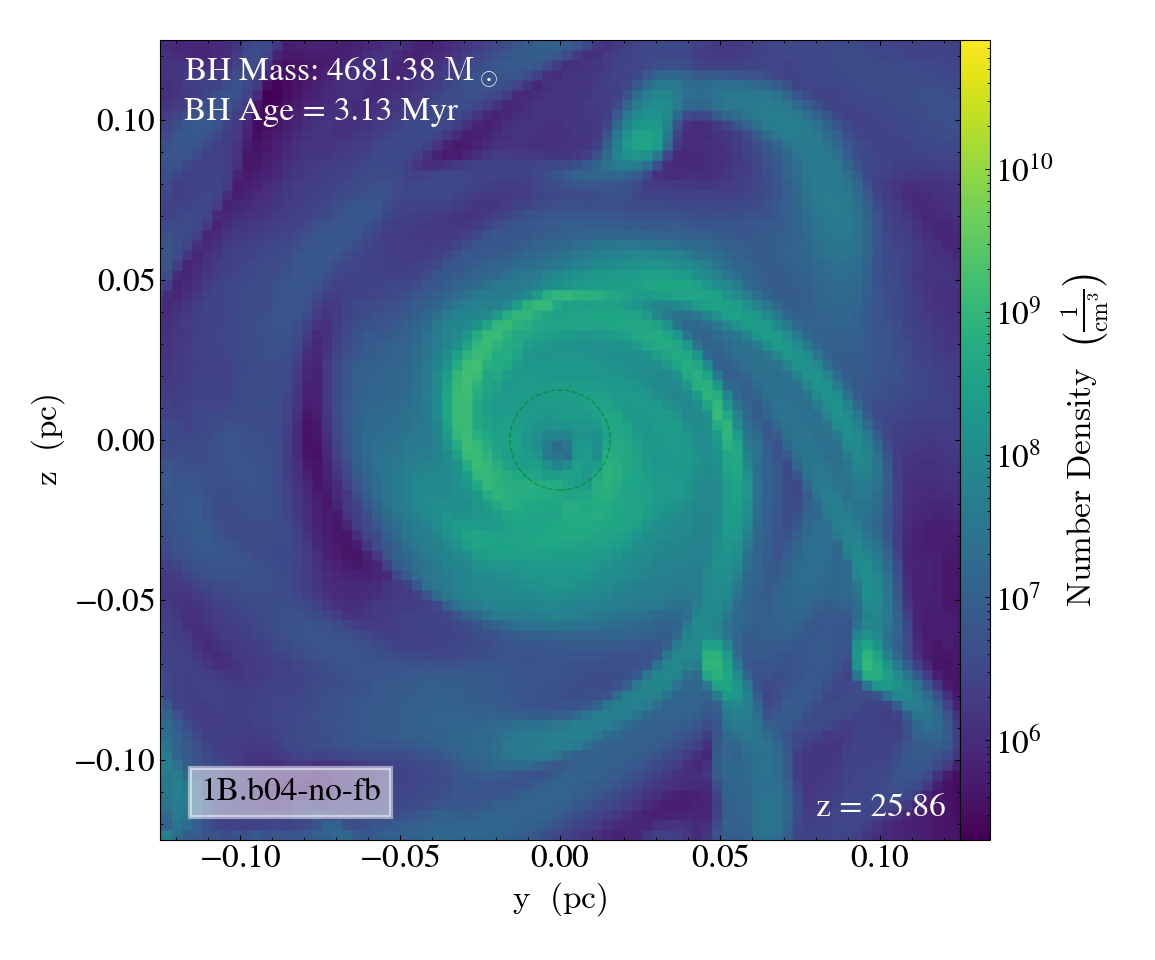 BH Mass: 4681.38 M⊙
BH Age = 3.13 Myr
0.10
0.05
0.00
−0.05
−0.10
z (pc)
1B.b04-no-fb
z = 25.86
−0.10 −0.05 0.00 0.05 0.10
y (pc)
10¹⁰
10⁹
10⁸
10⁷
10⁶
Number Density (1/cm³)